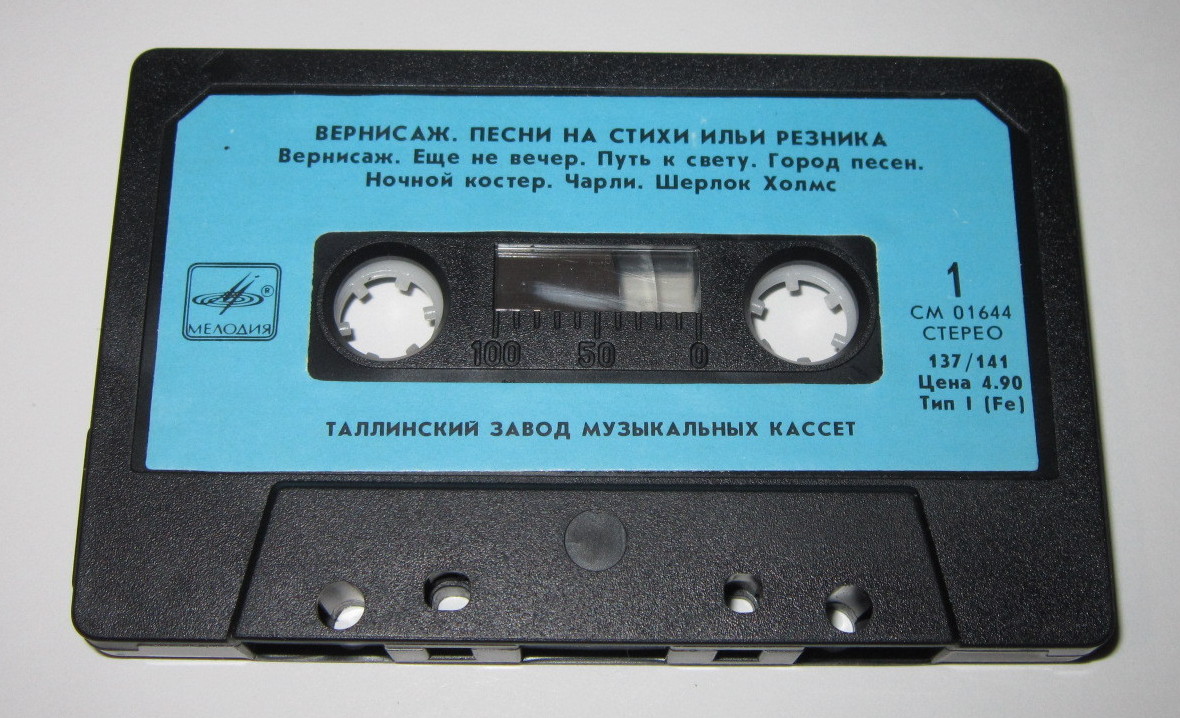 ВЕРНИСАЖ. ПЕСНИ НА СТИХИ ИЛЬИ РЕЗНИКА
Вернисаж. Еще не вечер. Путь к свету. Город песен.
Ночной костер. Чарли. Шерлок Холмс
® МЕЛОДИЯ
1
СМ 01644
СТЕРЕО
137/141
Цена 4.90
Тип I (Fe)
100 50 0
ТАЛЛИНСКИЙ ЗАВОД МУЗЫКАЛЬНЫХ КАССЕТ